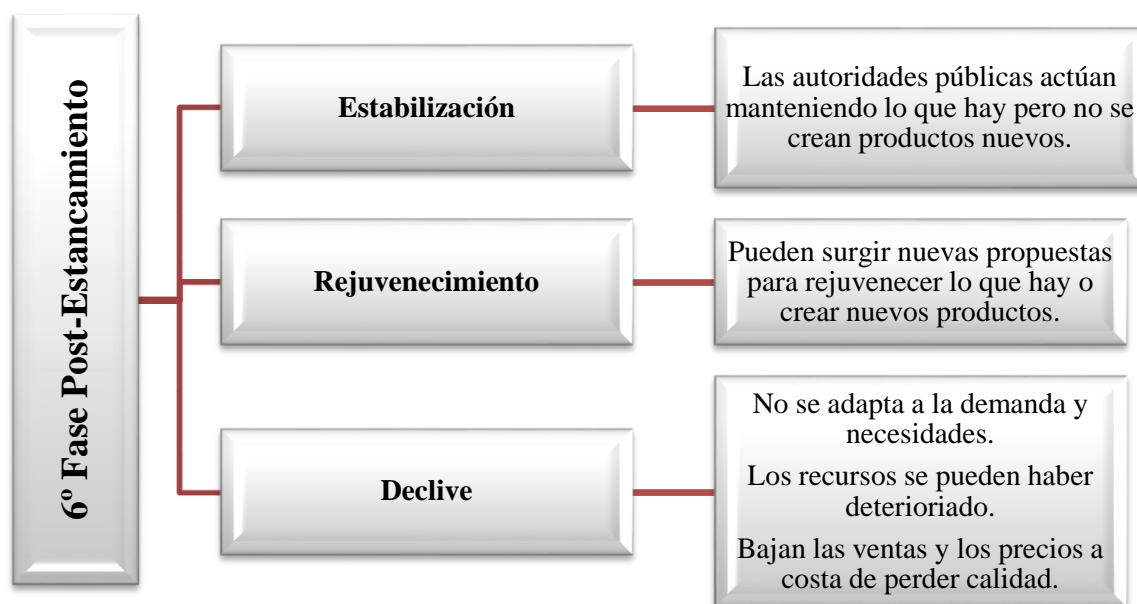 6º Fase Post-Estancamiento
Estabilización
Las autoridades públicas actúan
manteniendo lo que hay pero no se
crean productos nuevos.
Rejuvenecimiento
Pueden surgir nuevas propuestas
para rejuvenecer lo que hay o
crear nuevos productos.
Declive
No se adapta a la demanda y
necesidades.
Los recursos se pueden haber
deterioriado.
Bajan las ventas y los precios a
costa de perder calidad.